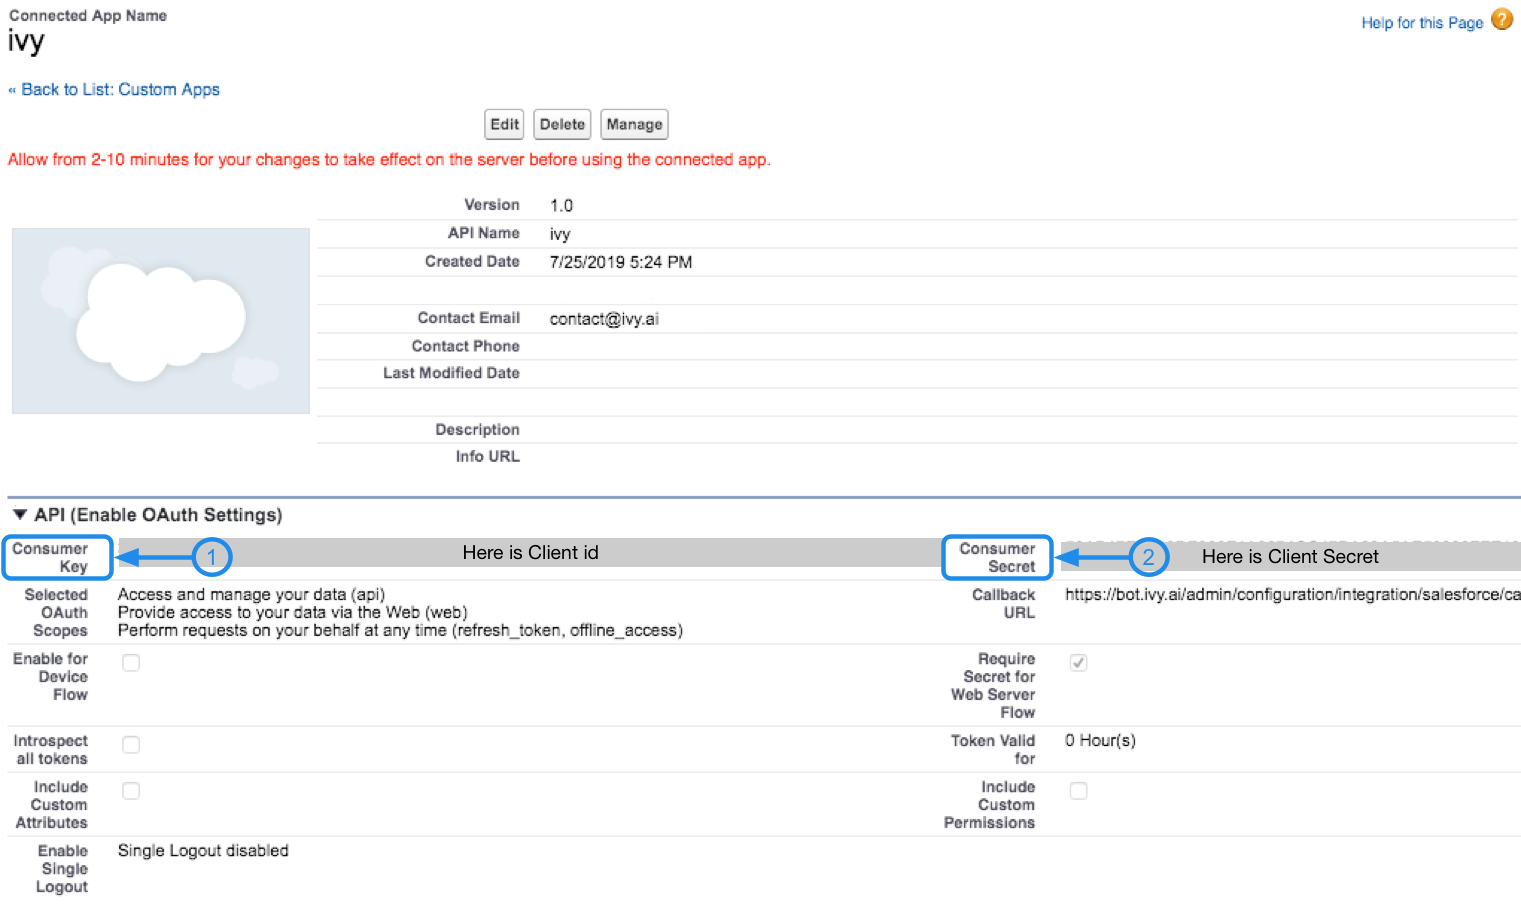 Connected App Name
ivy
Help for this Page ?
« Back to List: Custom Apps
Edit Delete Manage
Allow from 2-10 minutes for your changes to take effect on the server before using the connected app.
Version 1.0
API Name ivy
Created Date 7/25/2019 5:24 PM
Contact Email contact@ivy.ai
Contact Phone
Last Modified Date
Description
Info URL
API (Enable OAuth Settings)
Consumer
Key
1
Here is Client id
Consumer
Secret
2
Here is Client Secret
Selected
OAuth
Scopes
Access and manage your data (api)
Provide access to your data via the Web (web)
Perform requests on your behalf at any time (refresh_token, offline_access)
Callback
URL
https://bot.ivy.ai/admin/configuration/integration/salesforce/ca
Enable for
Device
Flow
Require
Secret for
Web Server
Flow
Introspect
all tokens
Token Valid
for
0 Hour(s)
Include
Custom
Attributes
Include
Custom
Permissions
Enable
Single
Logout
Single Logout disabled